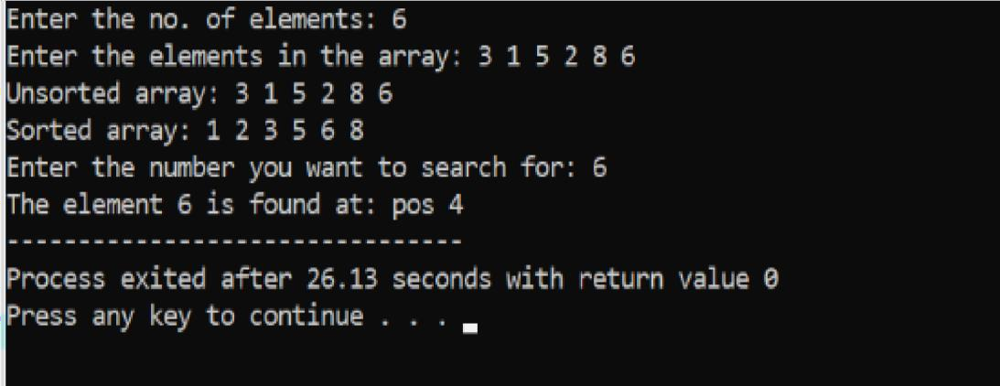 Enter the no. of elements: 6
Enter the elements in the array: 3 1 5 2 8 6
Unsorted array: 3 1 5 2 8 6
Sorted array: 1 2 3 5 6 8
Enter the number you want to search for: 6
The element 6 is found at: pos 4
--------------------------------
Process exited after 26.13 seconds with return value 0
Press any key to continue . . .